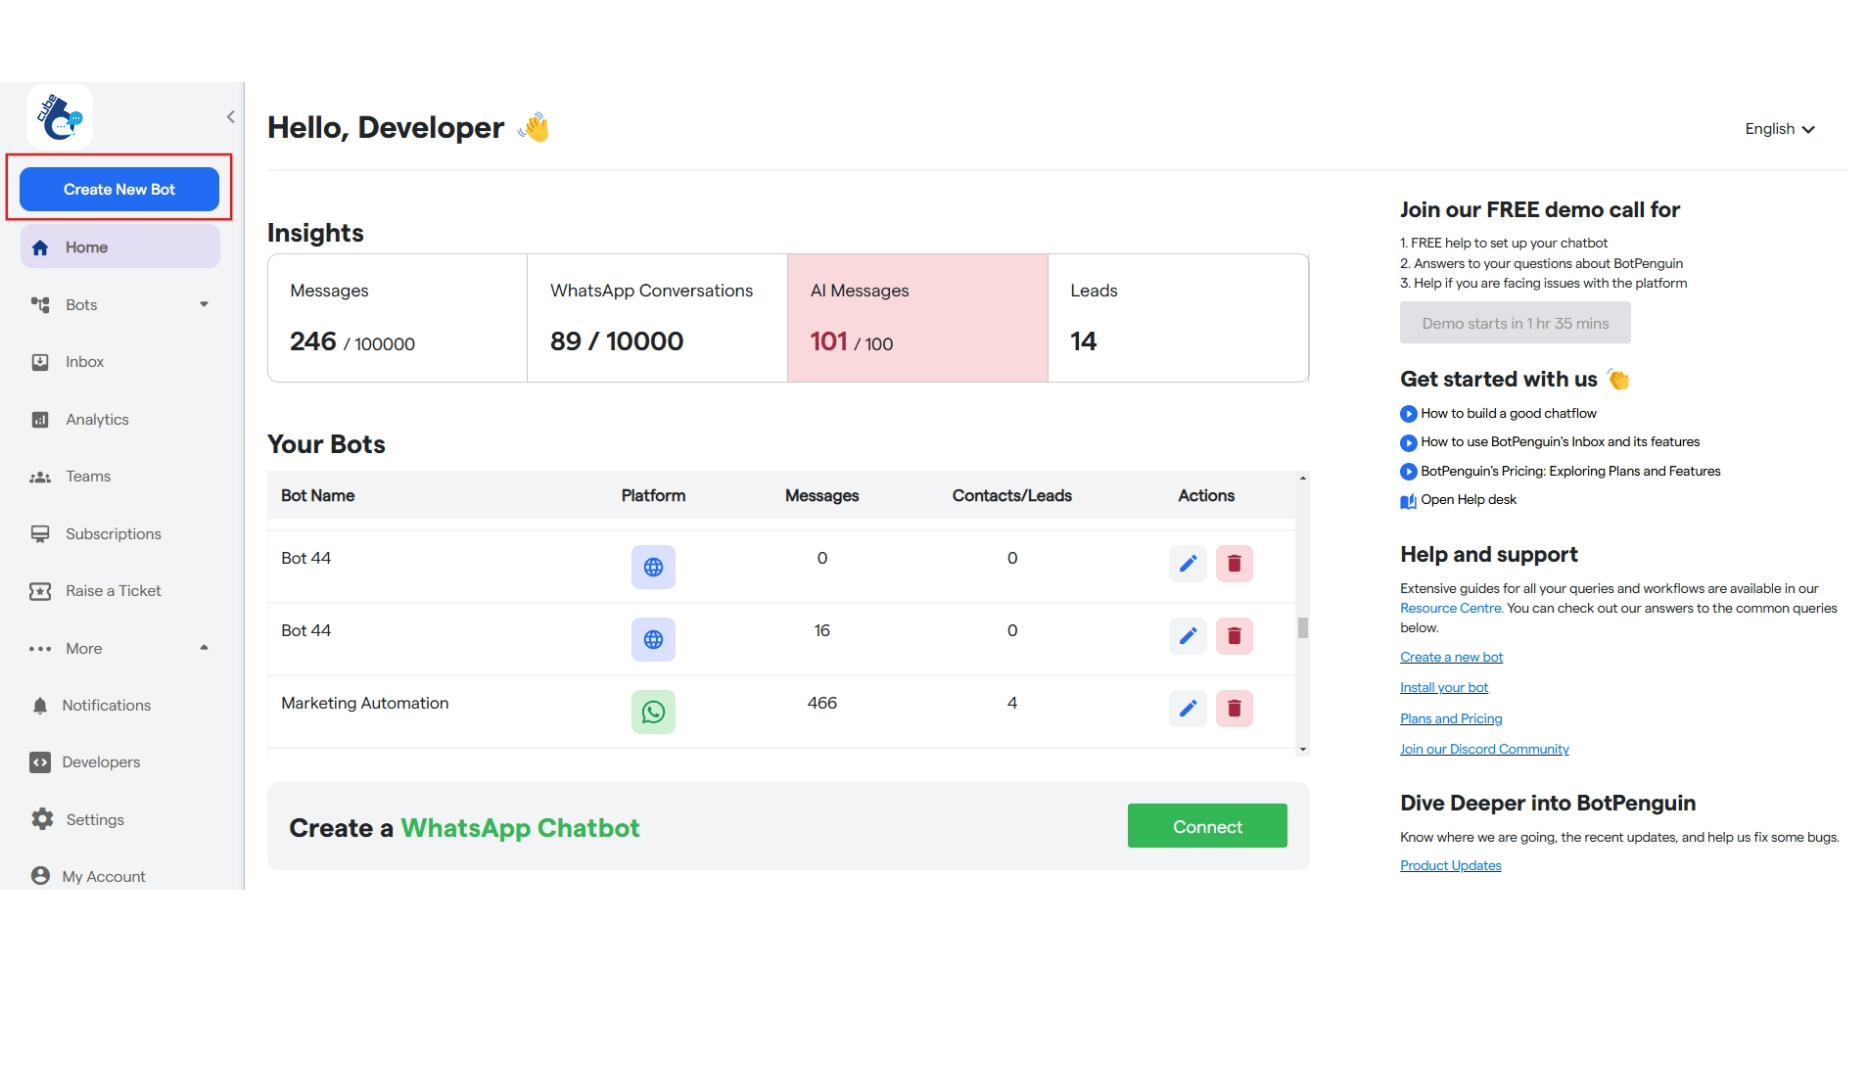 cube
Create New Bot
Home
Bots
Inbox
Analytics
Teams
Subscriptions
Raise a Ticket
More
Notifications
Developers
Settings
My Account
Hello, Developer
English
Insights
Messages
246 / 100000
WhatsApp Conversations
89 / 10000
AI Messages
101 / 100
Leads
14
Your Bots
Bot Name Platform Messages Contacts/Leads Actions
Bot 44 0 0
Bot 44 16 0
Marketing Automation 466 4
Create a WhatsApp Chatbot
Connect
Join our FREE demo call for
1. FREE help to set up your chatbot
2. Answers to your questions about BotPenguin
3. Help if you are facing issues with the platform
Demo starts in 1 hr 35 mins
Get started with us
How to build a good chatflow
How to use BotPenguin's Inbox and its features
BotPenguin's Pricing: Exploring Plans and Features
Open Help desk
Help and support
Extensive guides for all your queries and workflows are available in our
Resource Centre. You can check out our answers to the common queries
below.
Create a new bot
Install your bot
Plans and Pricing
Join our Discord Community
Dive Deeper into BotPenguin
Know where we are going, the recent updates, and help us fix some bugs.
Product Updates